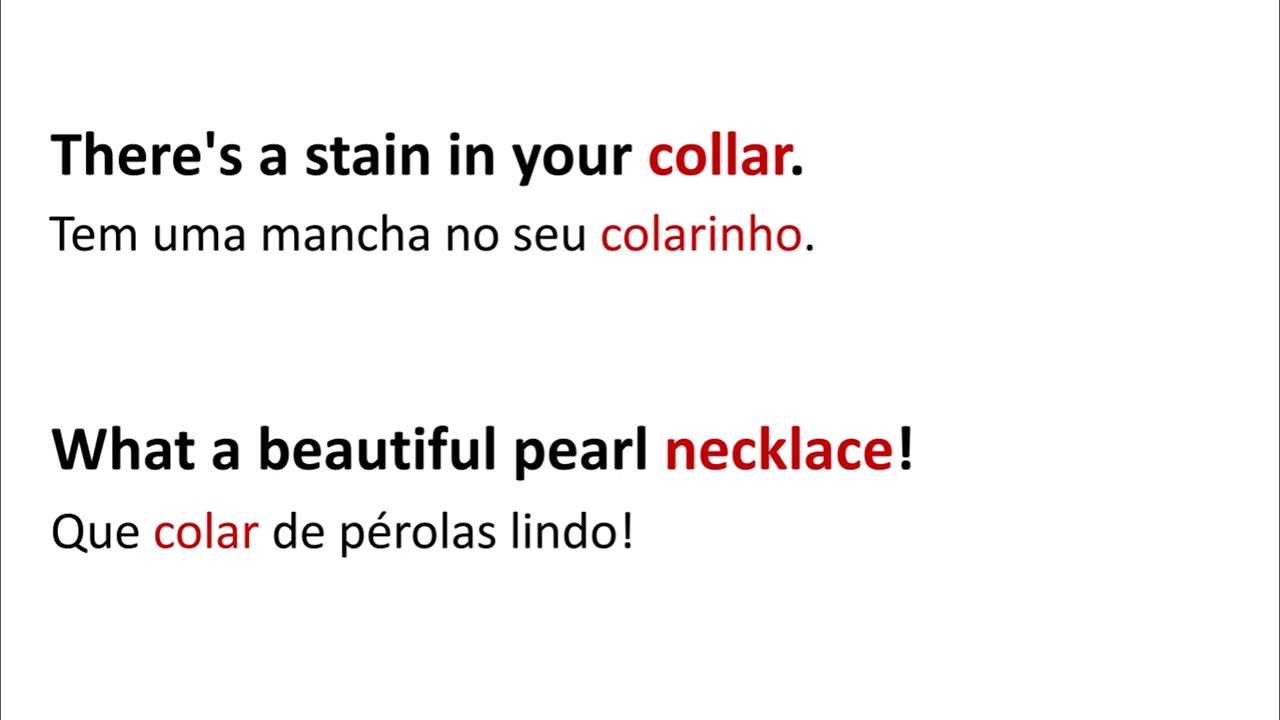 There's a stain in your collar.
Tem uma mancha no seu colarinho.
What a beautiful pearl necklace!
Que colar de pérolas lindo!